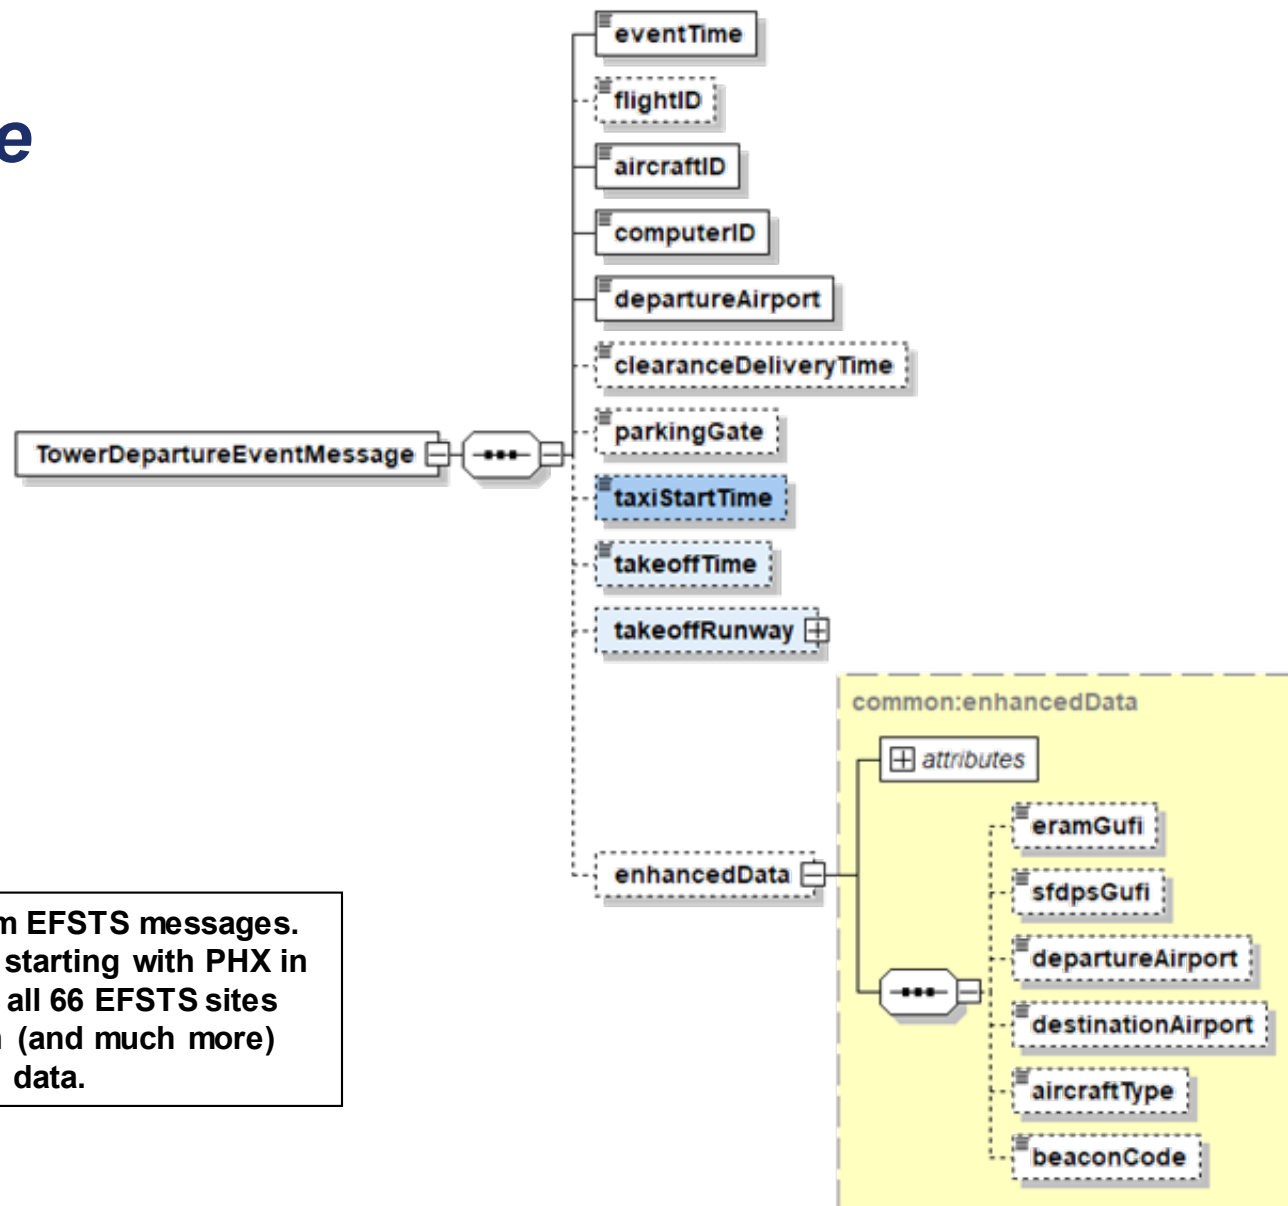 e
eventTime
flightID
aircraftID
computerID
departureAirport
clearanceDeliveryTime
parkingGate
TowerDepartureEventMessage
taxiStartTime
takeoffTime
takeoffRunway
common:enhancedData
attributes
eramGufi
enhancedData
sfdpsGufi
departureAirport
destinationAirport
aircraftType
beaconCode
m EFSTS messages.
starting with PHX in
all 66 EFSTS sites
(and much more)
data.